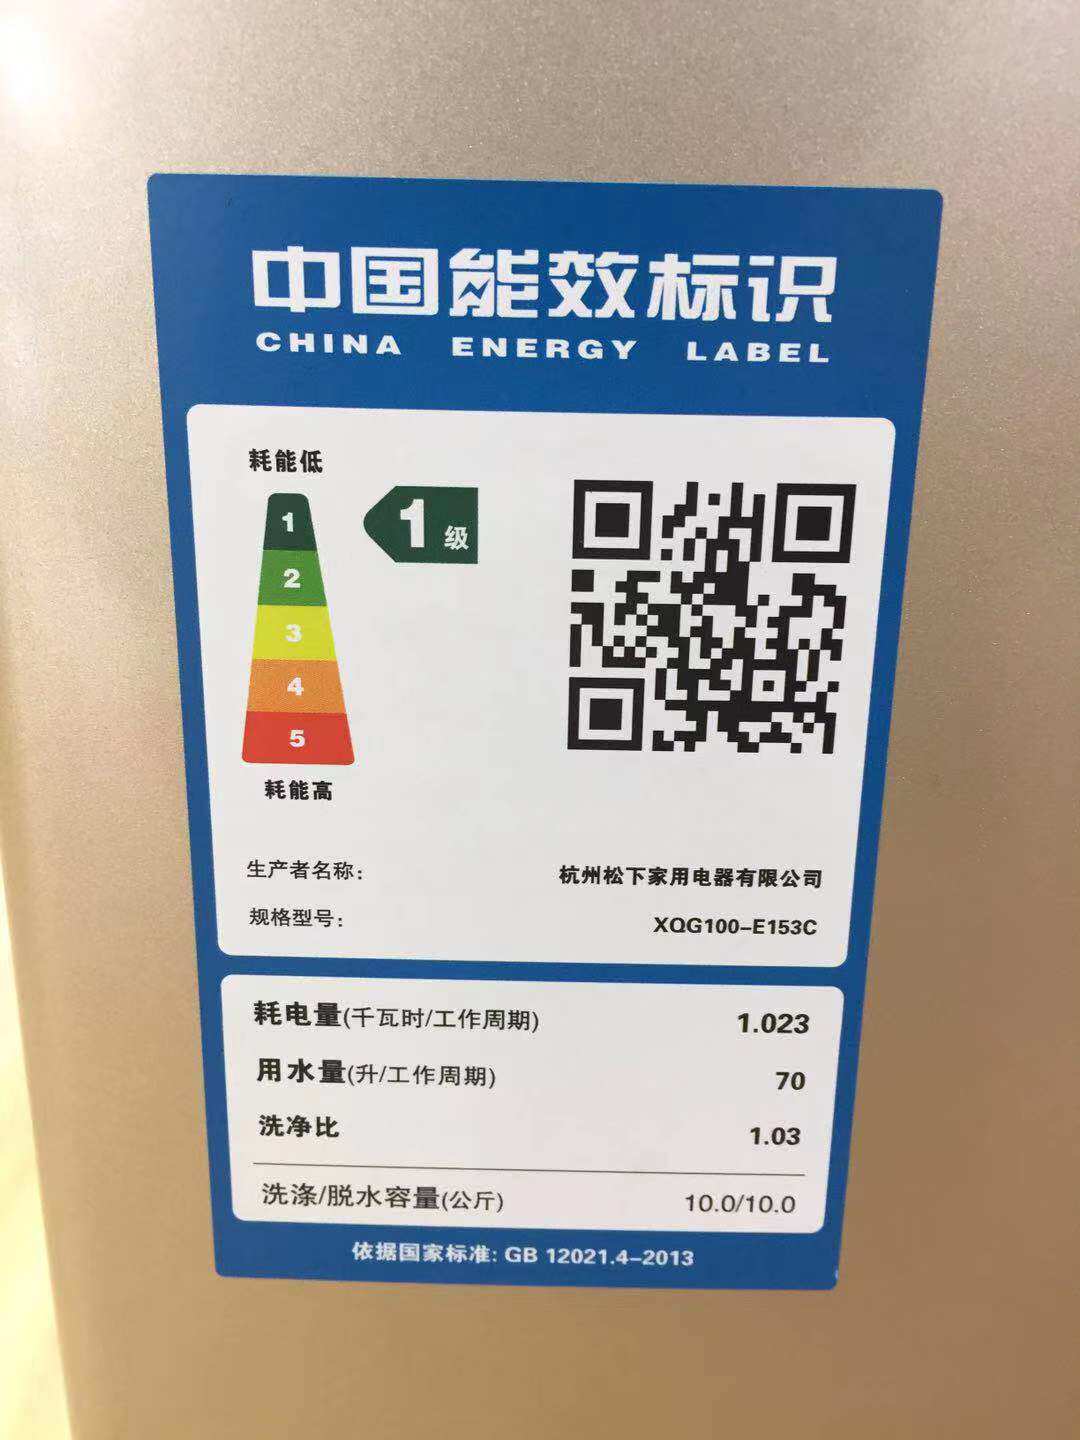 中国能效标识
CHINA ENERGY LABEL
耗能低
1
1级
2
3
4
5
耗能高
生产者名称: 杭州松下家用电器有限公司
规格型号: XQG100-E153C
耗电量(千瓦时/工作周期) 1.023
用水量(升/工作周期) 70
洗净比 1.03
洗涤/脱水容量(公斤) 10.0/10.0
依据国家标准: GB 12021.4-2013